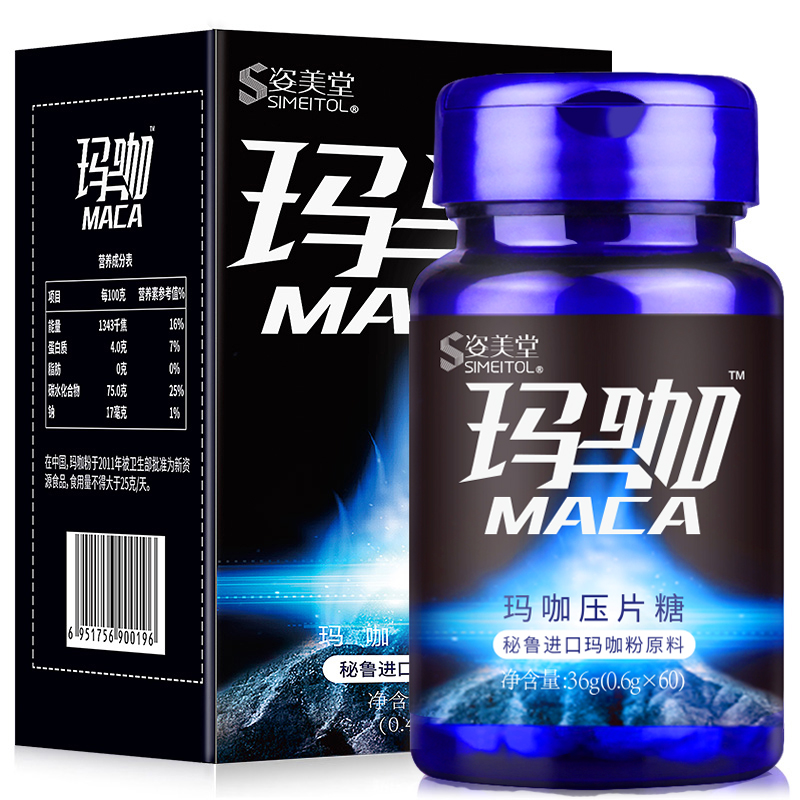 姿美堂
SIMEITOL®
玛咖
MACA
玛咖™
MACA
营养成分表
项目 每100克 营养素参考值%
能量 1343千焦 16%
蛋白质 4.0克 7%
脂肪 0克 0%
碳水化合物 75.0克 25%
钠 17毫克 1%
在中国,玛咖粉于2011年被卫生部批准为新资
源食品,食用量不得大于25克/天。
6 951756 900196
玛 咖
秘鲁进口
净含
(0.4
姿美堂
SIMEITOL®
玛咖™
MACA
玛咖压片糖
秘鲁进口玛咖粉原料
净含量:36g(0.6g×60)